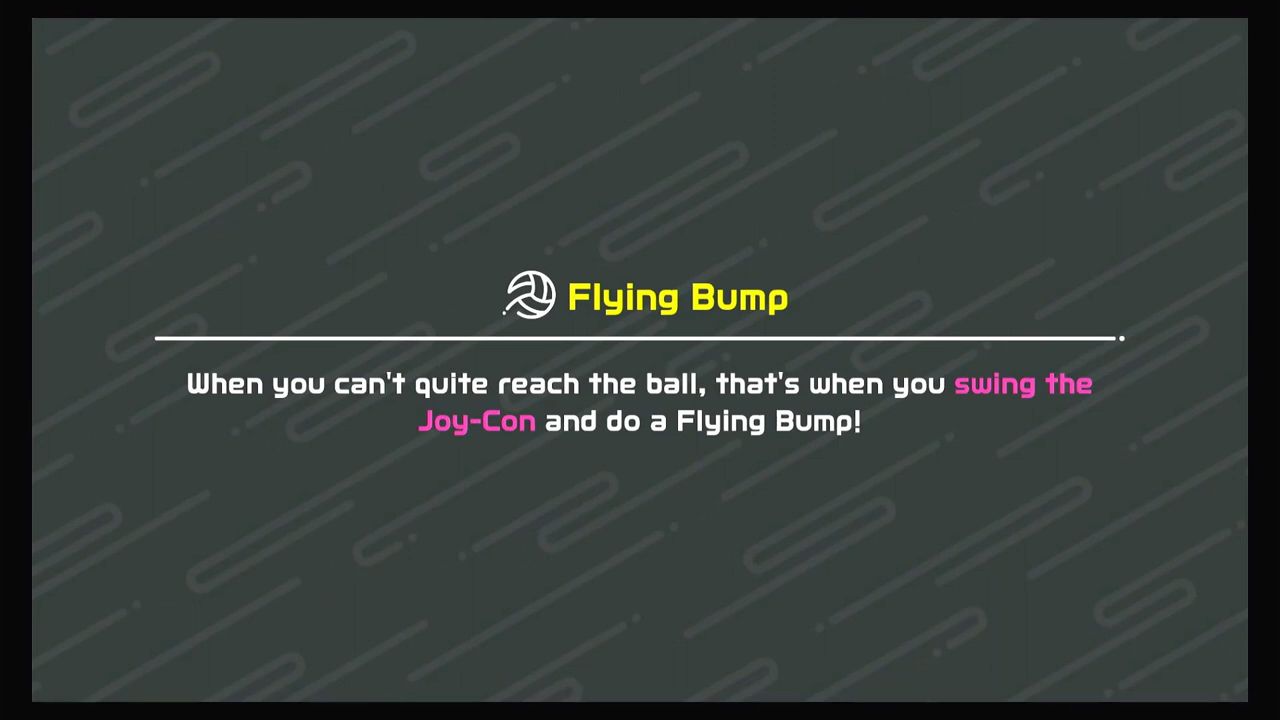 Flying Bump
When you can't quite reach the ball, that's when you swing the
Joy-Con and do a Flying Bump!